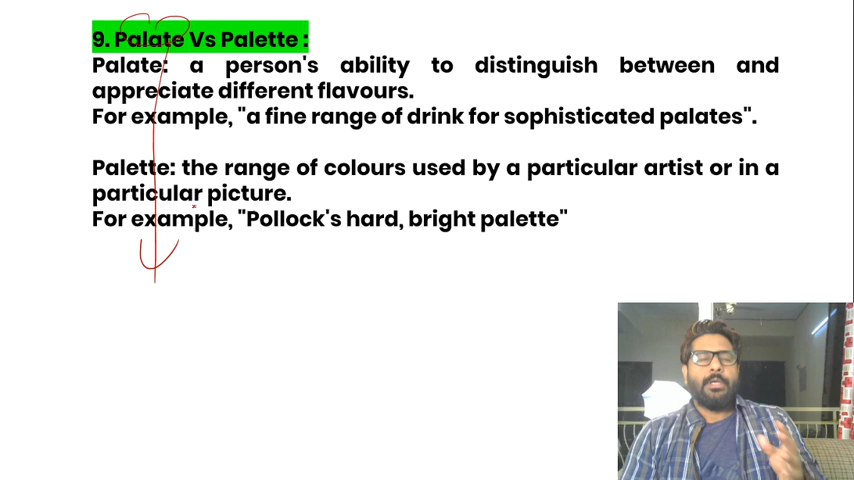 9. Palate Vs Palette :
Palate: a person's ability to distinguish between and
appreciate different flavours.
For example, "a fine range of drink for sophisticated palates".
Palette: the range of colours used by a particular artist or in a
particular picture.
For example, "Pollock's hard, bright palette"